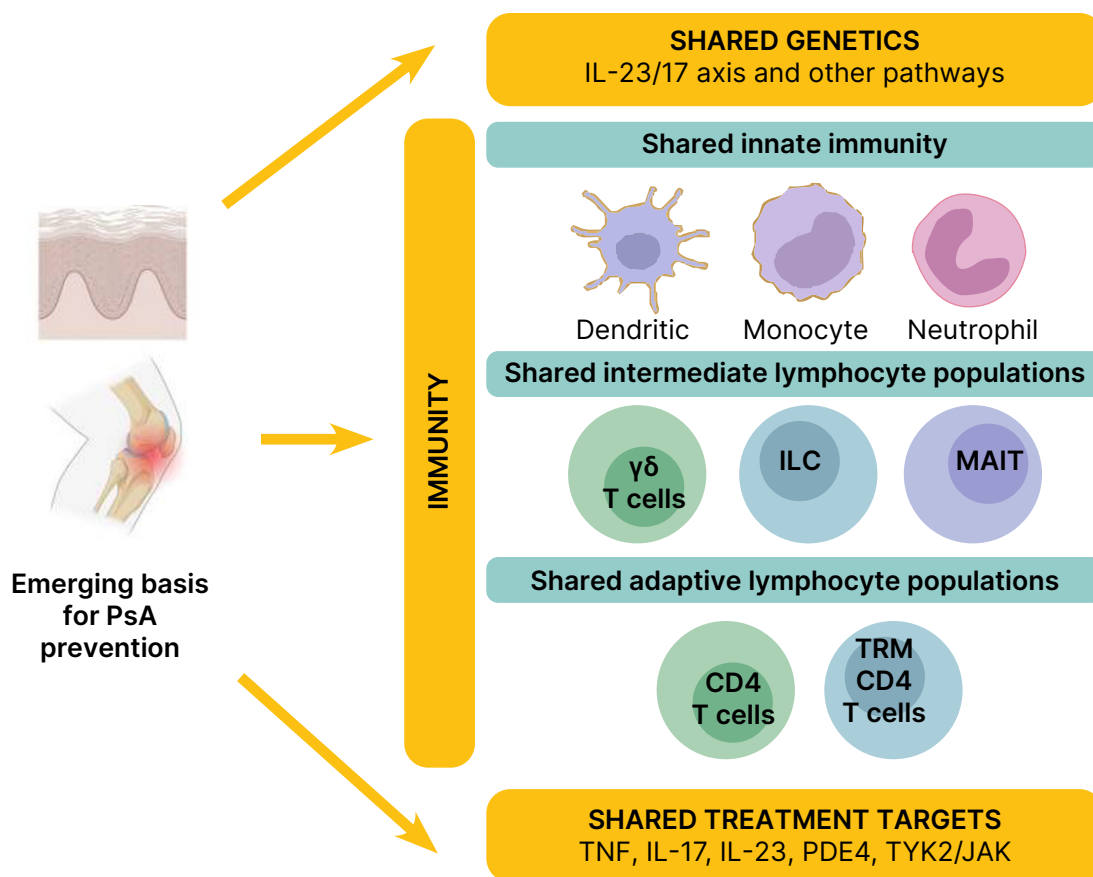 SHARED GENETICS
IL-23/17 axis and other pathways
Shared innate immunity
Dendritic
Monocyte
Neutrophil
IMMUNITY
Shared intermediate lymphocyte populations
γδ
T cells
ILC
MAIT
Emerging basis
for PsA
prevention
Shared adaptive lymphocyte populations
CD4
T cells
TRM
CD4
T cells
SHARED TREATMENT TARGETS
TNF, IL-17, IL-23, PDE4, TYK2/JAK